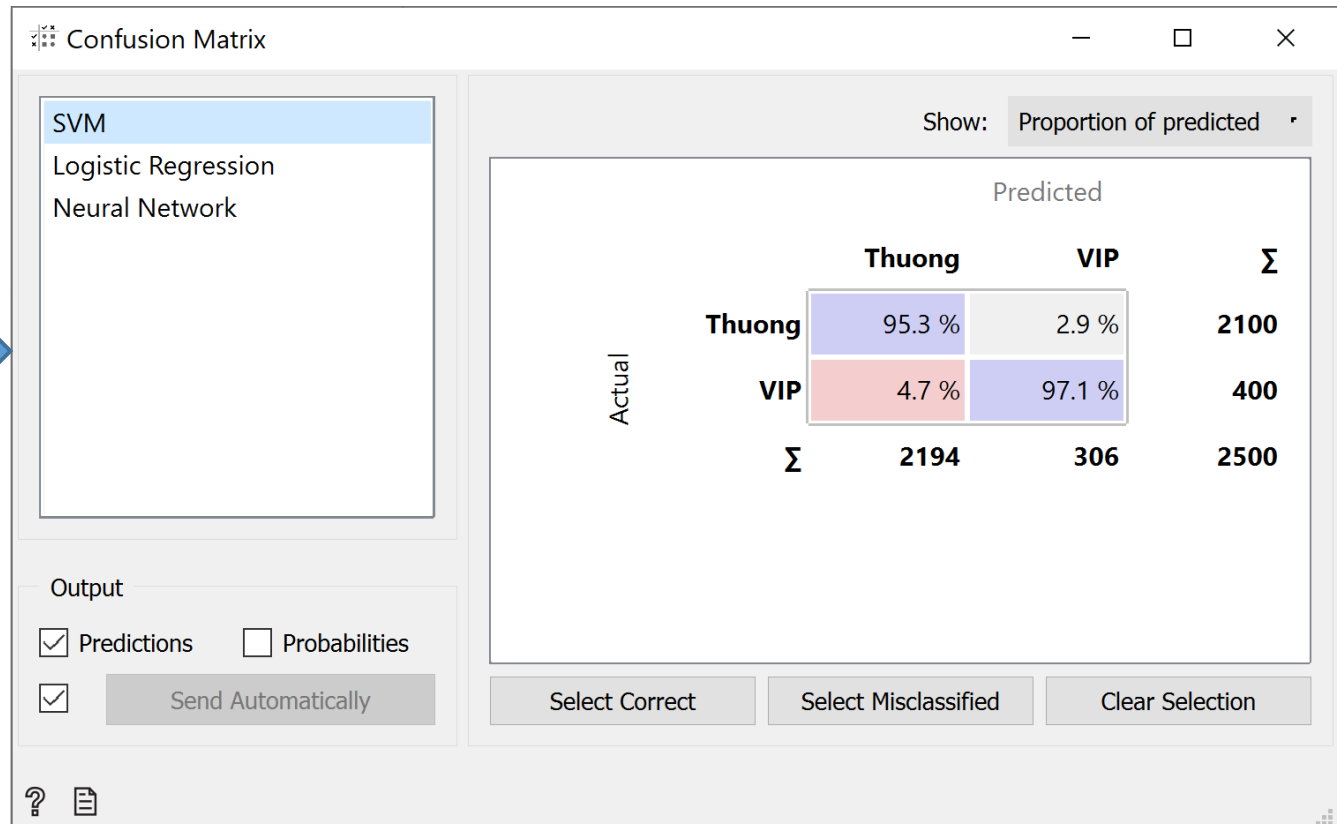 Confusion Matrix
SVM
Logistic Regression
Neural Network
Show: Proportion of predicted
Predicted
Thuong VIP ∑
Thuong 95.3 % 2.9 % 2100
Actual
VIP 4.7 % 97.1 % 400
∑ 2194 306 2500
Output
Predictions Probabilities
Send Automatically
Select Correct Select Misclassified Clear Selection
?